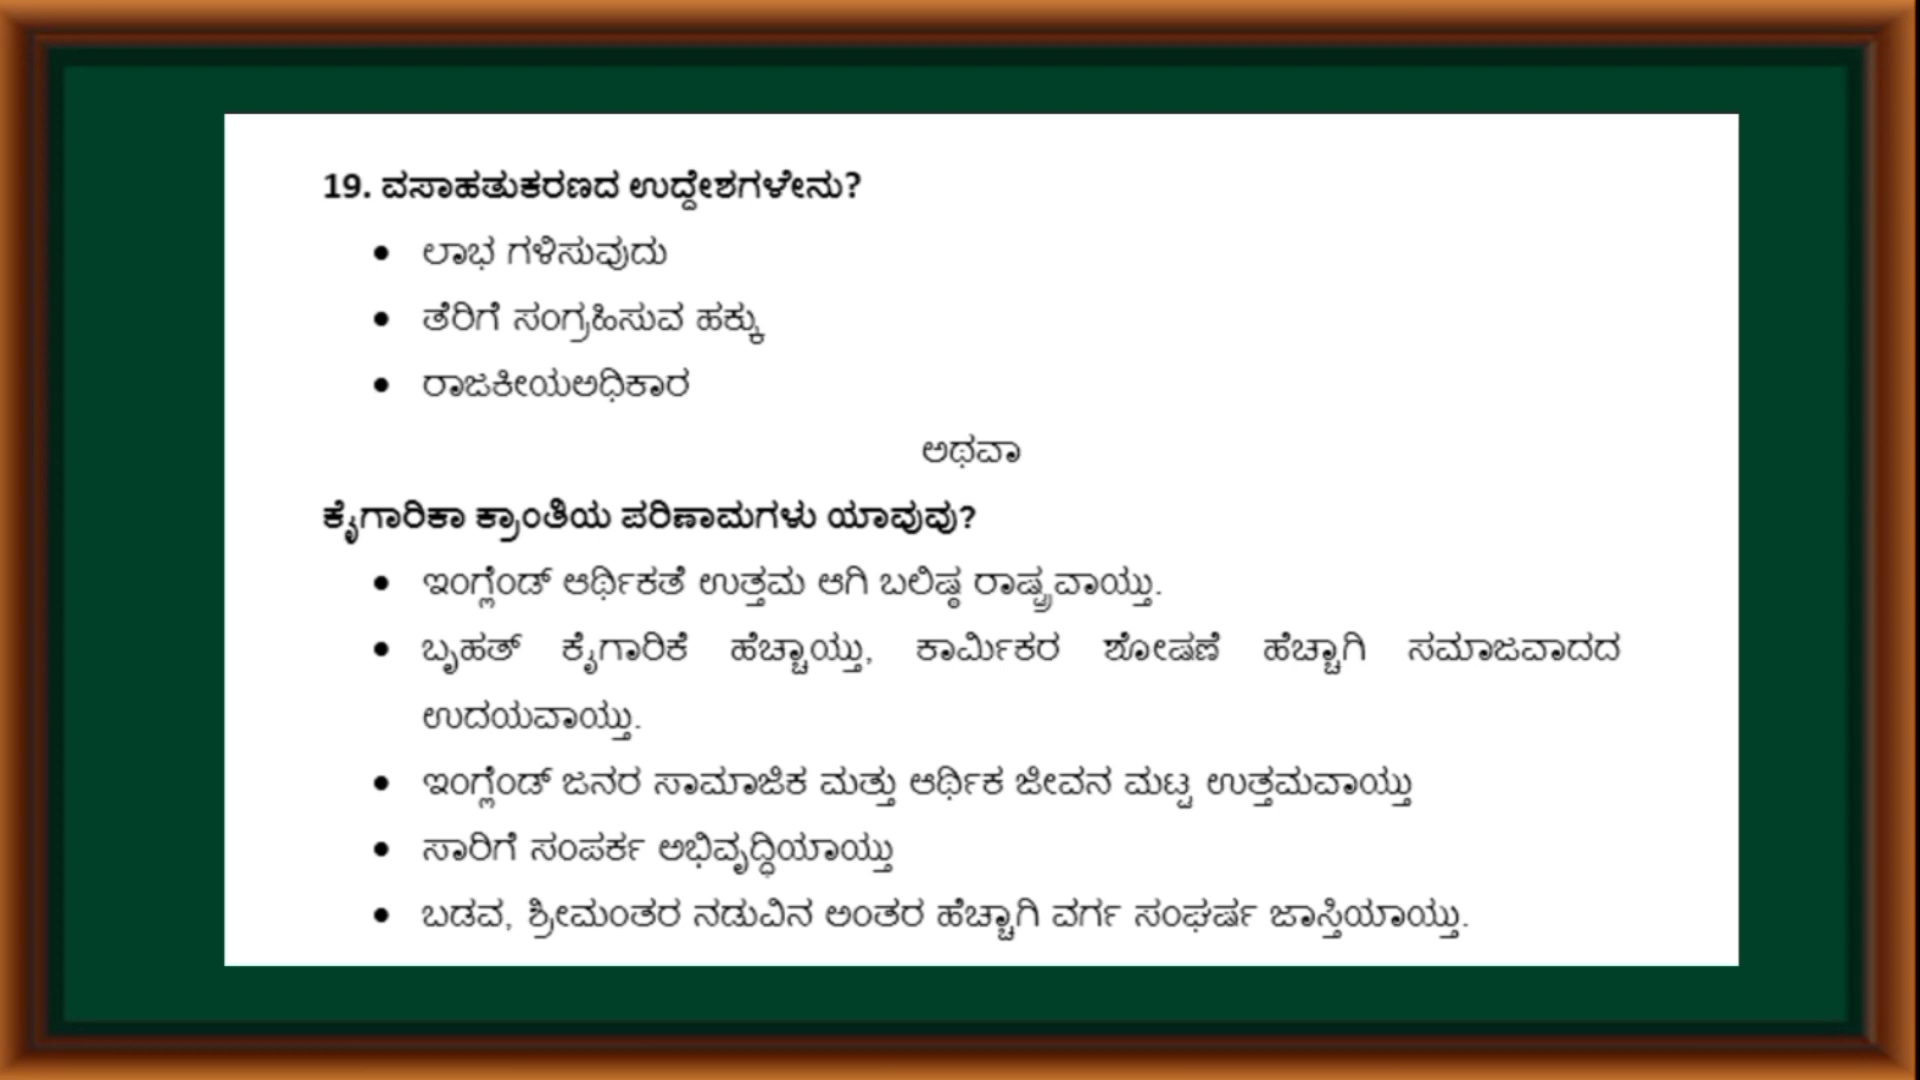 19. ವಸಾಹತುಕರಣದ ಉದ್ದೇಶಗಳೇನು?
• ಲಾಭ ಗಳಿಸುವುದು
• ತೆರಿಗೆ ಸಂಗ್ರಹಿಸುವ ಹಕ್ಕು
• ರಾಜಕೀಯಅಧಿಕಾರ
ಅಥವಾ
ಕೈಗಾರಿಕಾ ಕ್ರಾಂತಿಯ ಪರಿಣಾಮಗಳು ಯಾವುವು?
• ಇಂಗ್ಲೆಂಡ್ ಆರ್ಥಿಕತೆ ಉತ್ತಮ ಆಗಿ ಬಲಿಷ್ಠ ರಾಷ್ಟ್ರವಾಯ್ತು.
• ಬೃಹತ್ ಕೈಗಾರಿಕೆ ಹೆಚ್ಚಾಯ್ತು, ಕಾರ್ಮಿಕರ ಶೋಷಣೆ ಹೆಚ್ಚಾಗಿ ಸಮಾಜವಾದದ
ಉದಯವಾಯ್ತು.
• ಇಂಗ್ಲೆಂಡ್ ಜನರ ಸಾಮಾಜಿಕ ಮತ್ತು ಆರ್ಥಿಕ ಜೀವನ ಮಟ್ಟ ಉತ್ತಮವಾಯ್ತು
• ಸಾರಿಗೆ ಸಂಪರ್ಕ ಅಭಿವೃದ್ಧಿಯಾಯ್ತು
• ಬಡವ, ಶ್ರೀಮಂತರ ನಡುವಿನ ಅಂತರ ಹೆಚ್ಚಾಗಿ ವರ್ಗ ಸಂಘರ್ಷ ಜಾಸ್ತಿಯಾಯ್ತು.